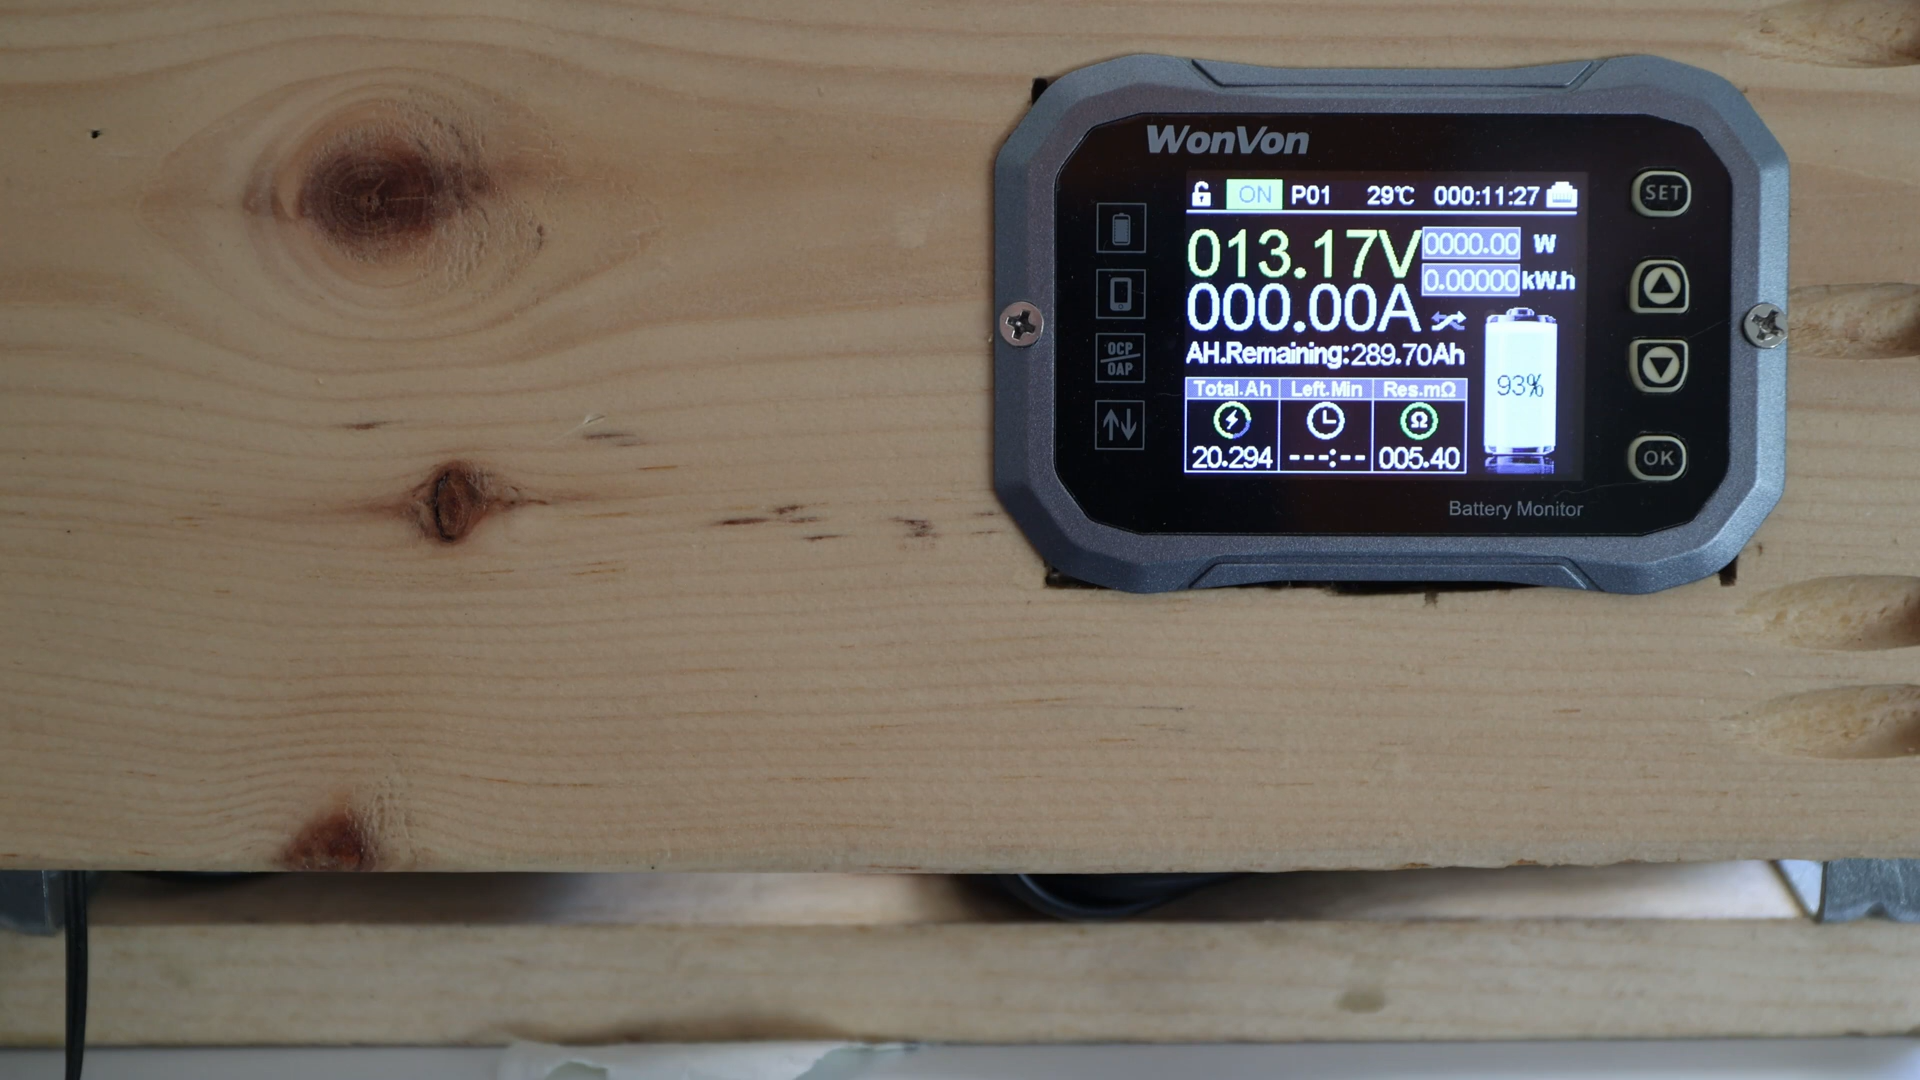 WonVon
ON P01 29℃ 000:11:27
013.17V 0000.00 W
0.00000 kW.h
000.00A
AH.Remaining:289.70Ah
93%
Total.Ah Left.Min Res.mΩ
Ω
20.294 ---:-- 005.40
OCP
OAP
SET
OK
Battery Monitor